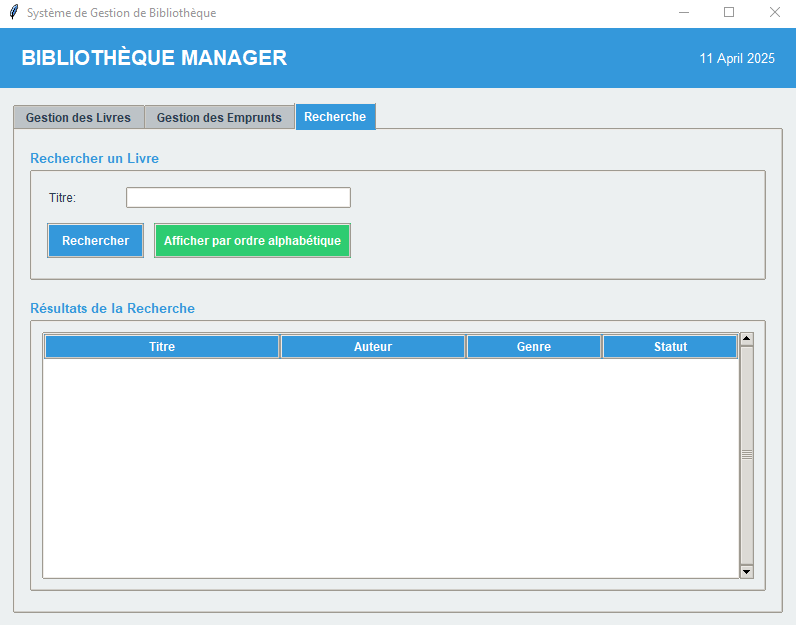 Système de Gestion de Bibliothèque
BIBLIOTHÈQUE MANAGER
11 April 2025
Gestion des Livres Gestion des Emprunts Recherche
Rechercher un Livre
Titre:
Rechercher Afficher par ordre alphabétique
Résultats de la Recherche
Titre Auteur Genre Statut